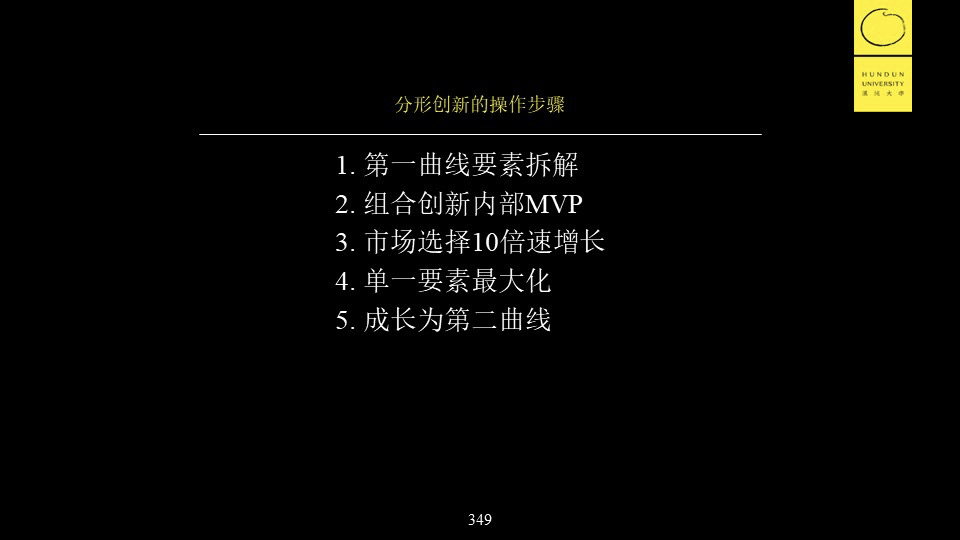 HUNDUN
UNIVERSITY
混沌大学
分形创新的操作步骤
1. 第一曲线要素拆解
2. 组合创新内部MVP
3. 市场选择10倍速增长
4. 单一要素最大化
5. 成长为第二曲线
349